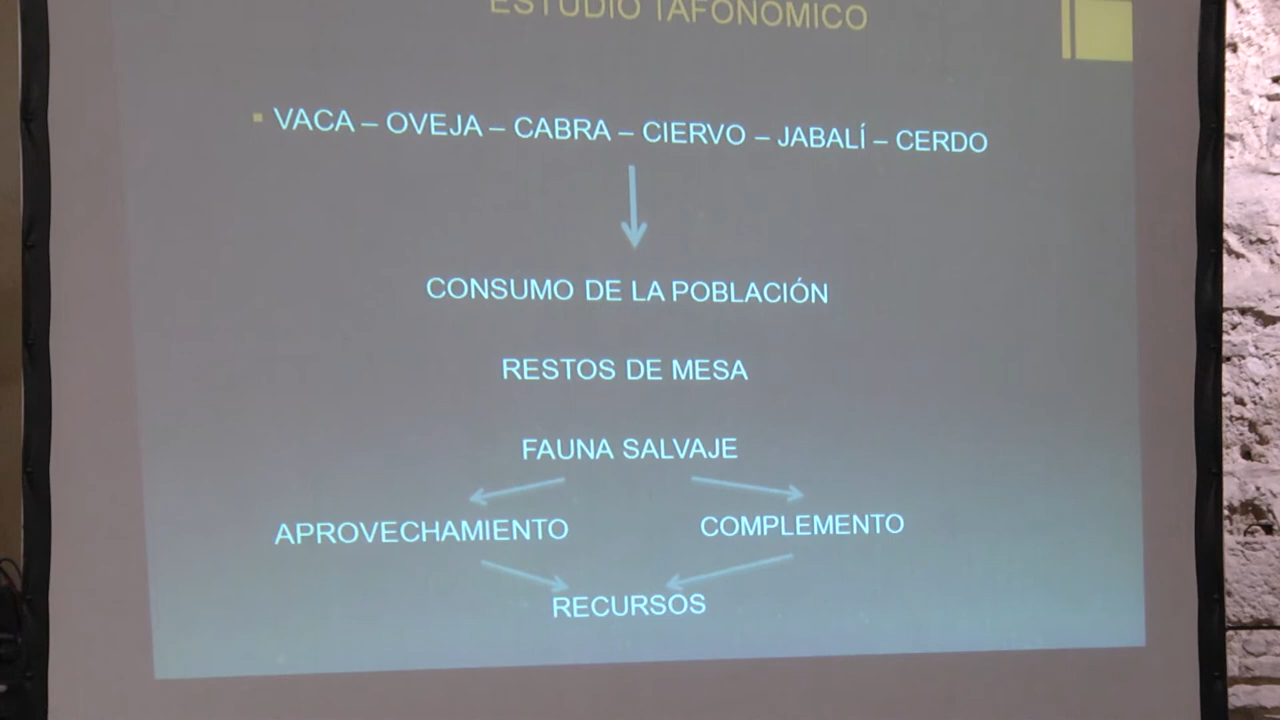 ESTUDIO TAFONÓMICO
▪ VACA – OVEJA – CABRA – CIERVO – JABALÍ – CERDO
CONSUMO DE LA POBLACIÓN
RESTOS DE MESA
FAUNA SALVAJE
APROVECHAMIENTO COMPLEMENTO
RECURSOS